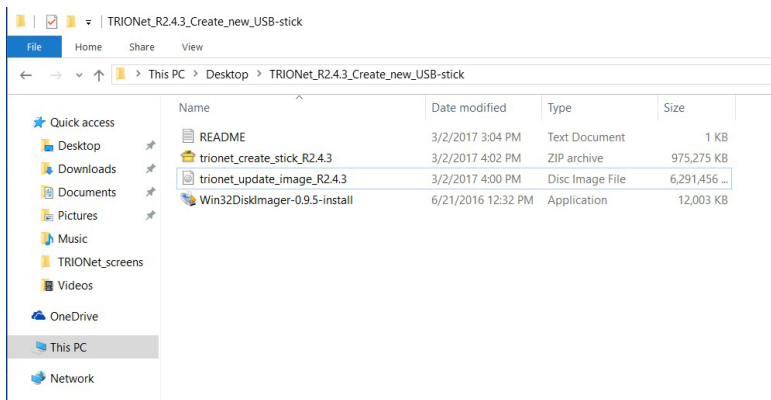 TRIONet_R2.4.3_Create_new_USB-stick
File Home Share View
This PC > Desktop > TRIONet_R2.4.3_Create_new_USB-stick
Name Date modified Type Size
Quick access
Desktop
Downloads
Documents
Pictures
Music
TRIONet_screens
Videos
OneDrive
This PC
Network
README 3/2/2017 3:04 PM Text Document 1 KB
trionet_create_stick_R2.4.3 3/2/2017 4:02 PM ZIP archive 975,275 KB
trionet_update_image_R2.4.3 3/2/2017 4:00 PM Disc Image File 6,291,456 ...
Win32DiskImager-0.9.5-install 6/21/2016 12:32 PM Application 12,003 KB